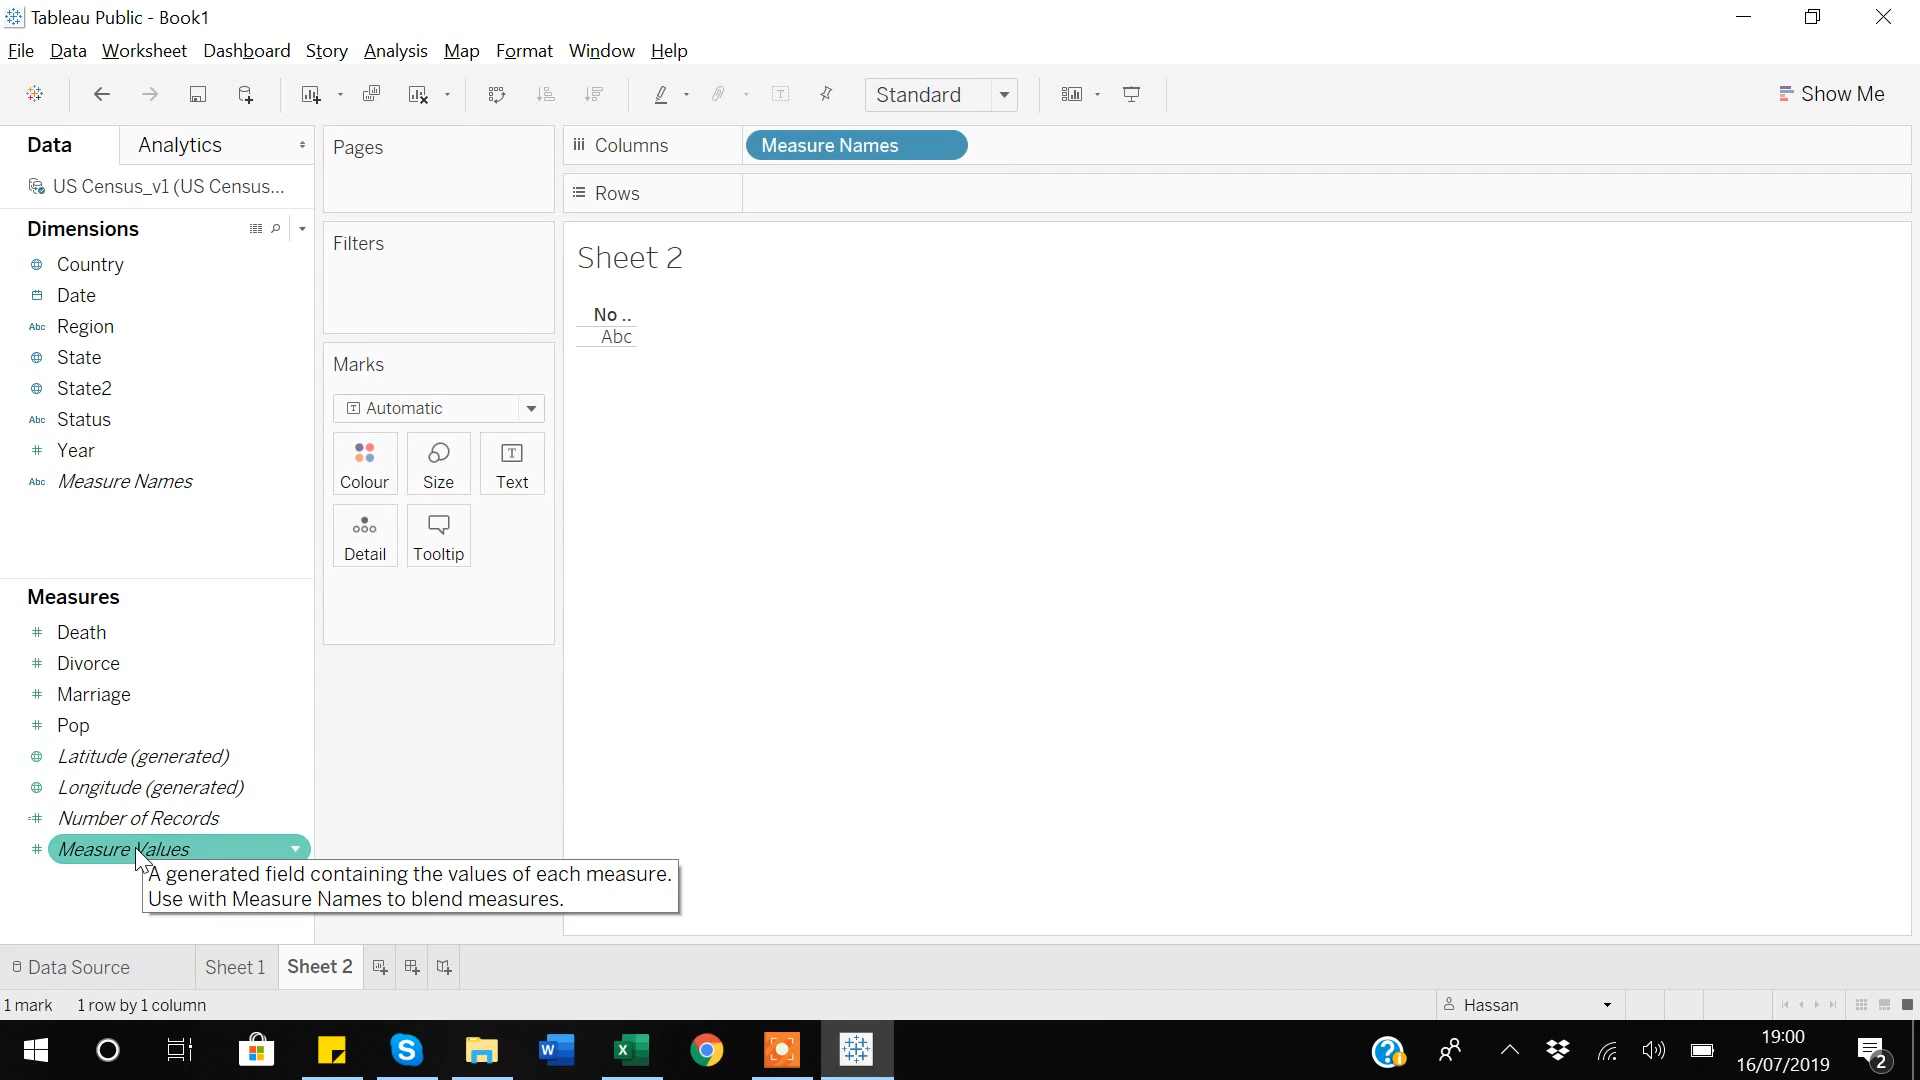 Tableau Public - Book1
File Data Worksheet Dashboard Story Analysis Map Format Window Help
Standard
Show Me
Data
Analytics
US Census_v1 (US Census...
Dimensions
Country
Date
Abc Region
State
State2
Abc Status
Year
Abc Measure Names
Measures
Death
Divorce
Marriage
Pop
Latitude (generated)
Longitude (generated)
Number of Records
Measure Values
A generated field containing the values of each measure.
Use with Measure Names to blend measures.
Pages
Filters
Marks
Automatic
Colour
Size
Text
Detail
Tooltip
Columns
Measure Names
Rows
Sheet 2
No ..
Abc
Data Source
Sheet 1
Sheet 2
1 mark 1 row by 1 column
Hassan
19:00
16/07/2019
2